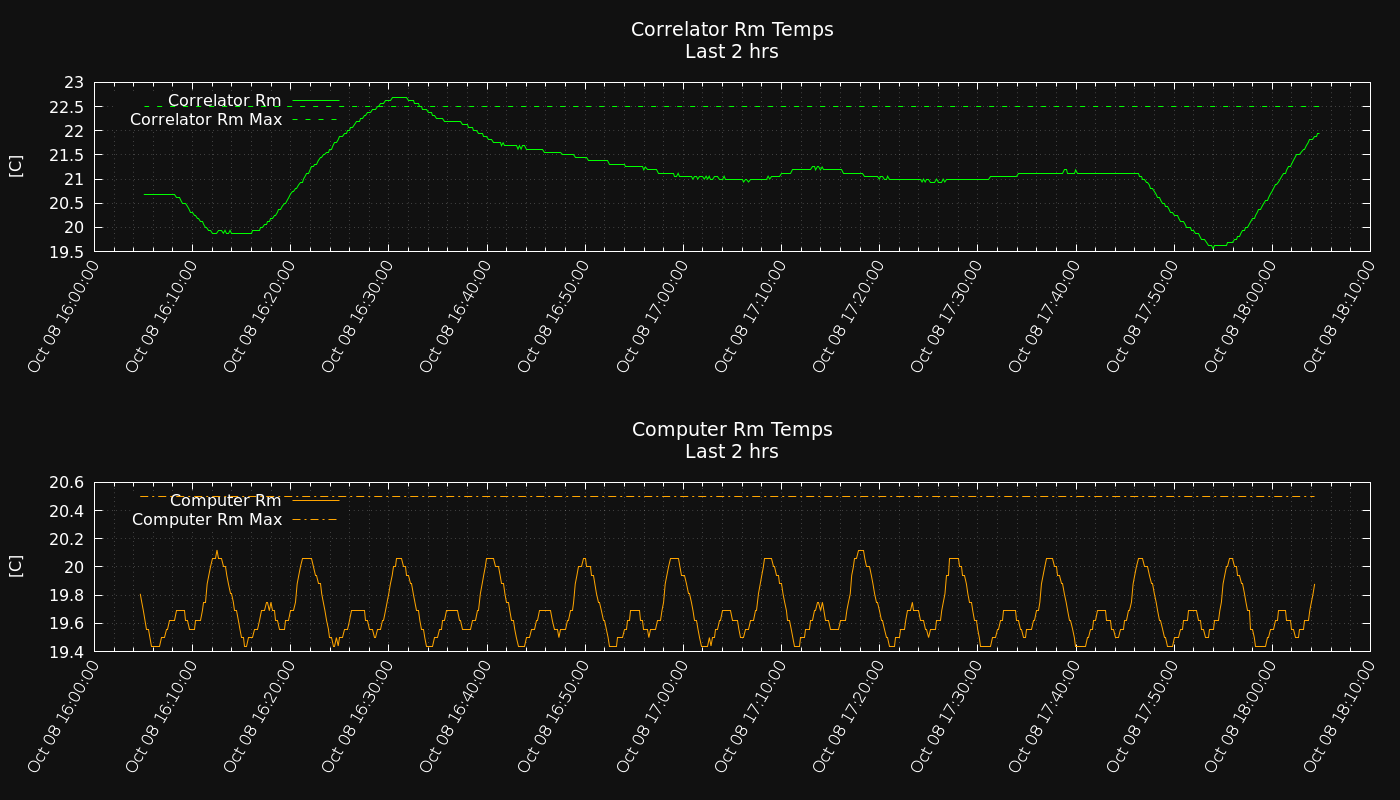 Correlator Rm Temps
Last 2 hrs
23
22.5
22
21.5
21
20.5
20
19.5
[C]
Correlator Rm
Correlator Rm Max
Oct 08 16:00:00
Oct 08 16:10:00
Oct 08 16:20:00
Oct 08 16:30:00
Oct 08 16:40:00
Oct 08 16:50:00
Oct 08 17:00:00
Oct 08 17:10:00
Oct 08 17:20:00
Oct 08 17:30:00
Oct 08 17:40:00
Oct 08 17:50:00
Oct 08 18:00:00
Oct 08 18:10:00
Computer Rm Temps
Last 2 hrs
20.6
20.4
20.2
20
19.8
19.6
19.4
[C]
Computer Rm
Computer Rm Max
Oct 08 16:00:00
Oct 08 16:10:00
Oct 08 16:20:00
Oct 08 16:30:00
Oct 08 16:40:00
Oct 08 16:50:00
Oct 08 17:00:00
Oct 08 17:10:00
Oct 08 17:20:00
Oct 08 17:30:00
Oct 08 17:40:00
Oct 08 17:50:00
Oct 08 18:00:00
Oct 08 18:10:00